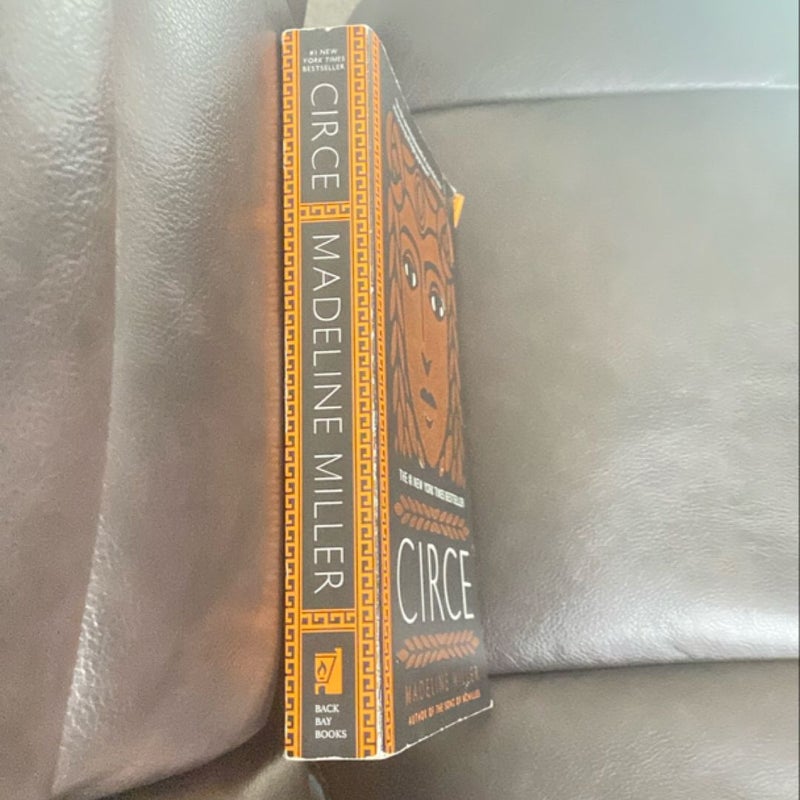 #1 NEW
YORK TIMES
BESTSELLER
CIRCE
MADELINE MILLER
BACK
BAY
BOOKS
THE #1 NEW YORK TIMES BESTSELLER
CIRCE
MADELINE MILLER
AUTHOR OF THE SONG OF ACHILLES